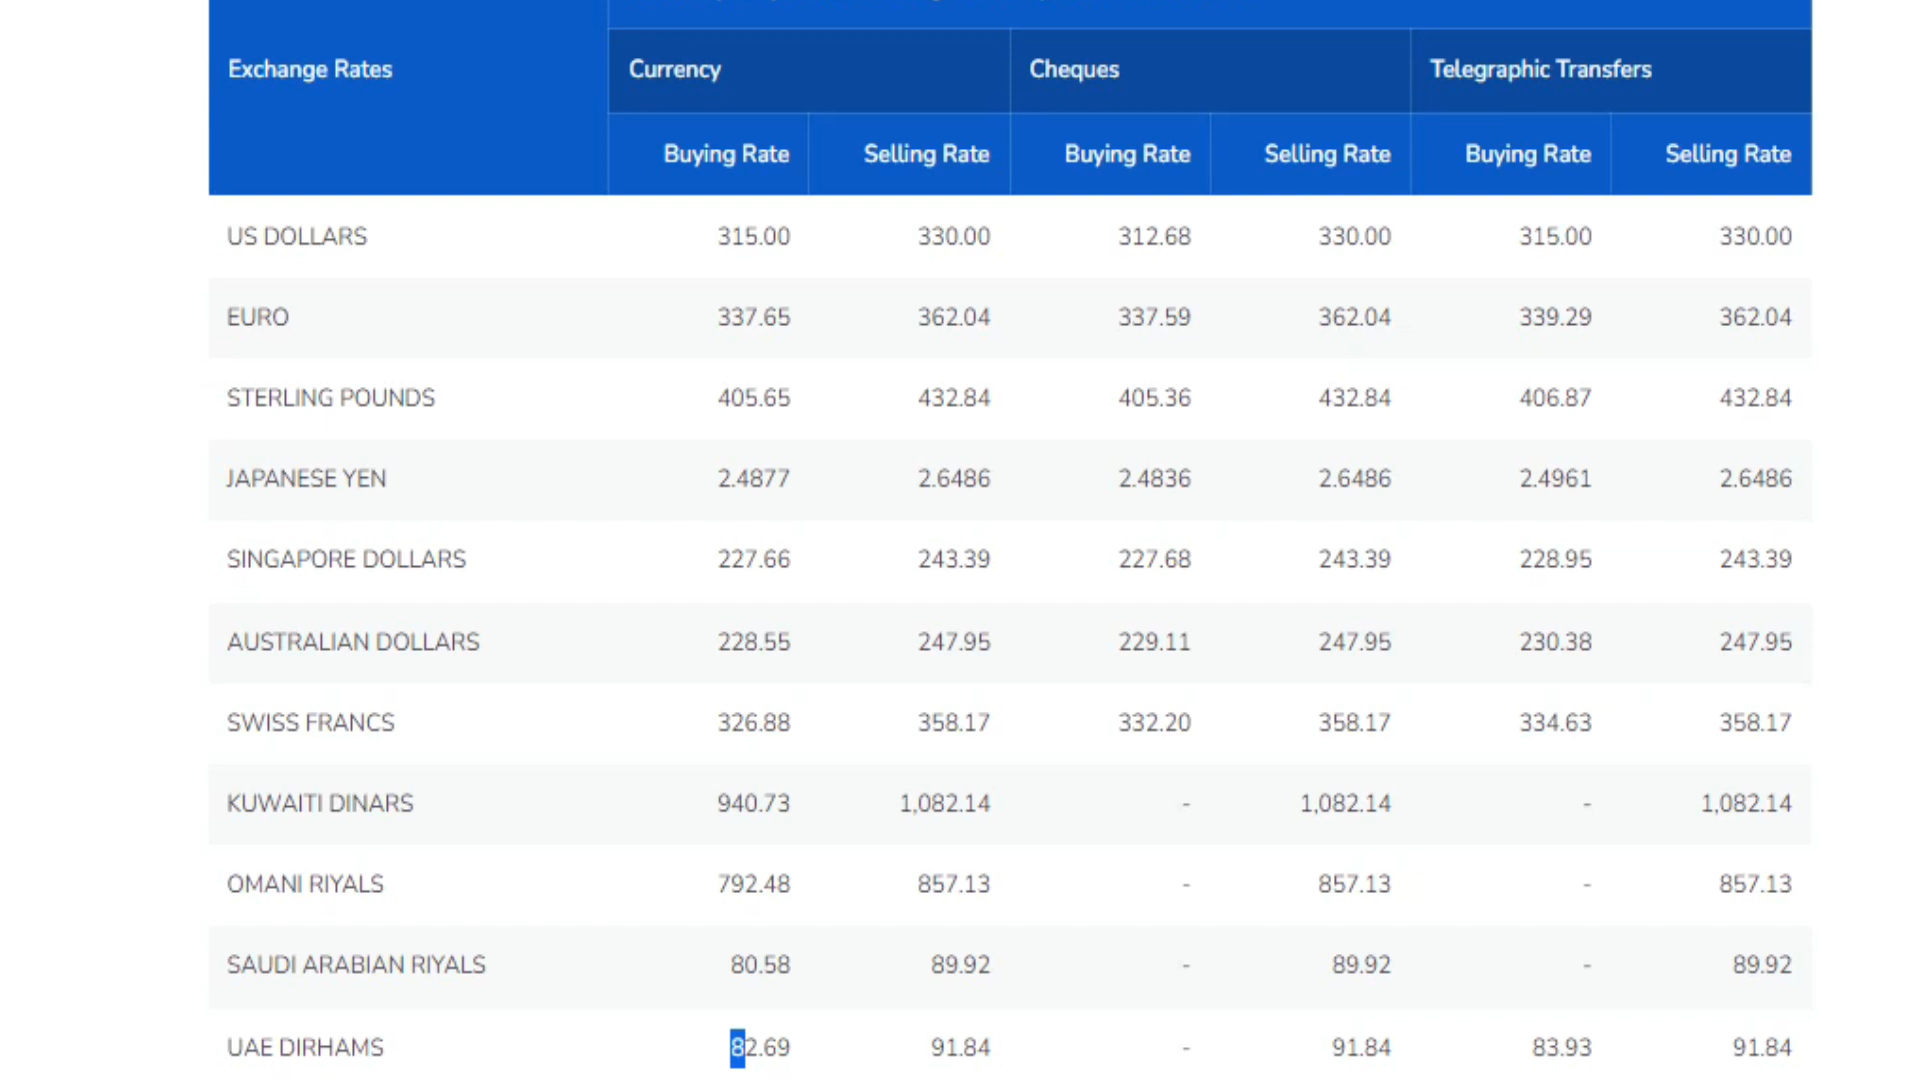 Exchange Rates Currency Cheques Telegraphic Transfers
Buying Rate Selling Rate Buying Rate Selling Rate Buying Rate Selling Rate
US DOLLARS 315.00 330.00 312.68 330.00 315.00 330.00
EURO 337.65 362.04 337.59 362.04 339.29 362.04
STERLING POUNDS 405.65 432.84 405.36 432.84 406.87 432.84
JAPANESE YEN 2.4877 2.6486 2.4836 2.6486 2.4961 2.6486
SINGAPORE DOLLARS 227.66 243.39 227.68 243.39 228.95 243.39
AUSTRALIAN DOLLARS 228.55 247.95 229.11 247.95 230.38 247.95
SWISS FRANCS 326.88 358.17 332.20 358.17 334.63 358.17
KUWAITI DINARS 940.73 1,082.14 - 1,082.14 - 1,082.14
OMANI RIYALS 792.48 857.13 - 857.13 - 857.13
SAUDI ARABIAN RIYALS 80.58 89.92 - 89.92 - 89.92
UAE DIRHAMS 82.69 91.84 - 91.84 83.93 91.84